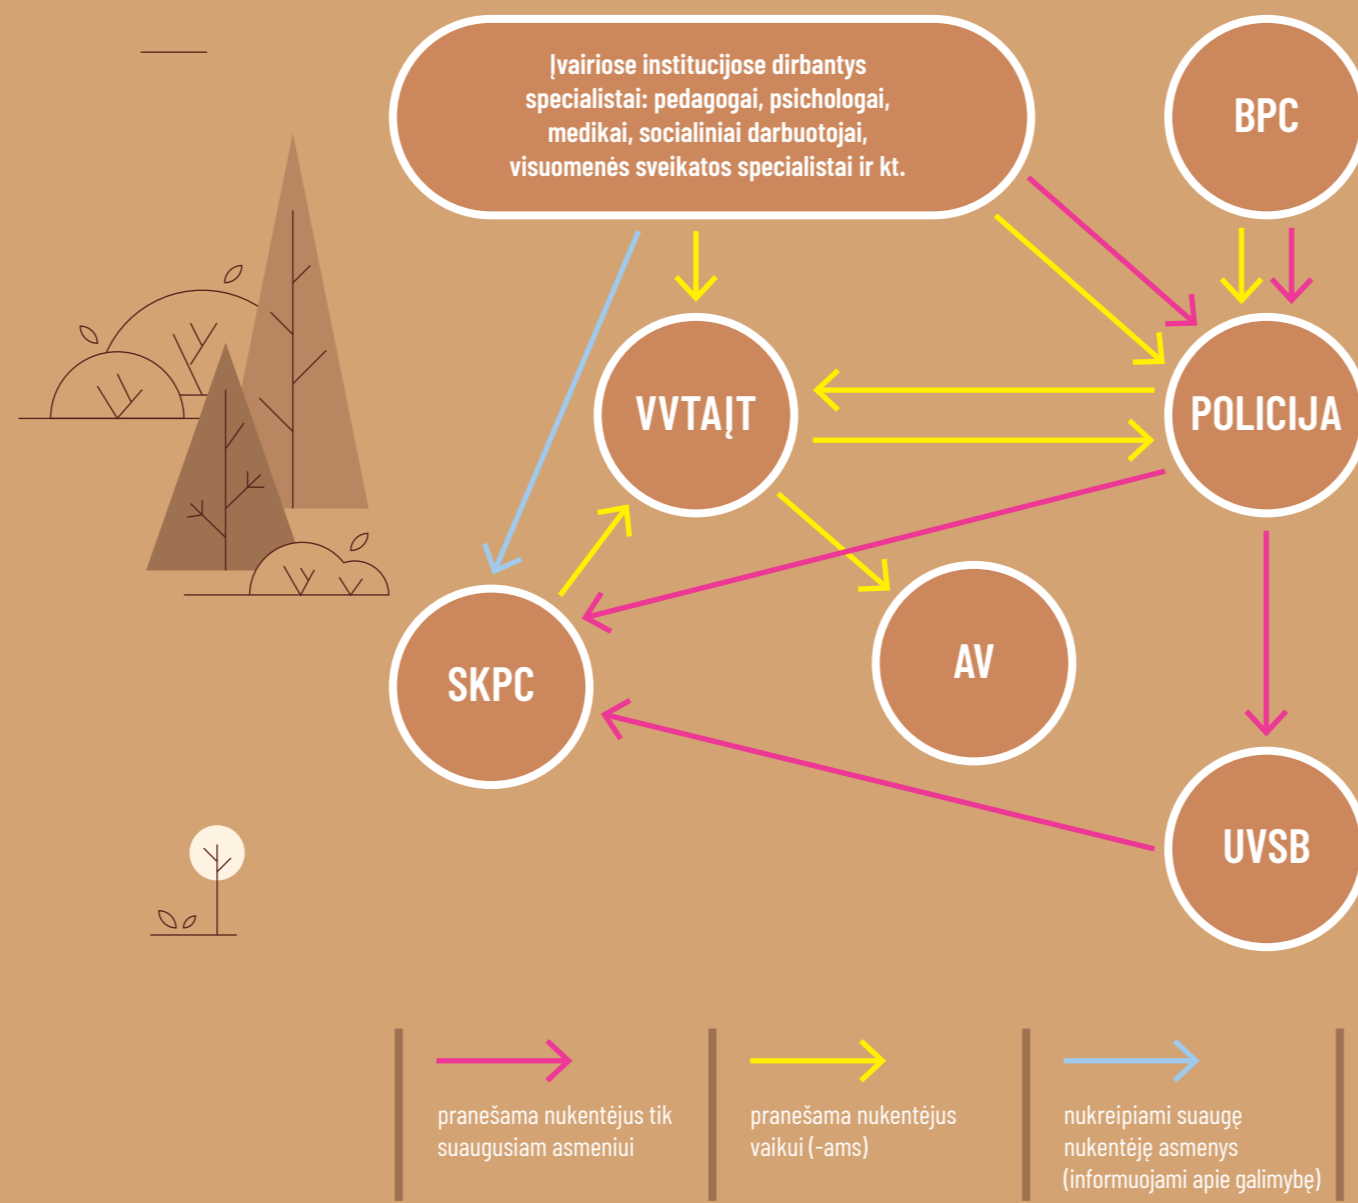 Įvairiose institucijose dirbantys
specialistai: pedagogai, psichologai,
medikai, socialiniai darbuotojai,
visuomenės sveikatos specialistai ir kt.
BPC
VVTAĮT
POLICIJA
SKPC
AV
UVSB
pranešama nukentėjus tik
suaugusiam asmeniui
pranešama nukentėjus
vaikui (-ams)
nukreipiami suaugę
nukentėję asmenys
(informuojami apie galimybę)